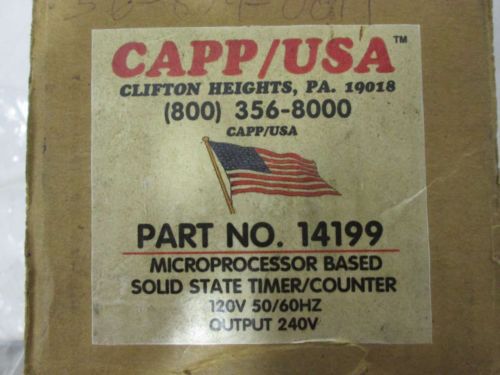 CAPP/USA™
CLIFTON HEIGHTS, PA. 19018
(800) 356-8000
CAPP/USA
PART NO. 14199
MICROPROCESSOR BASED
SOLID STATE TIMER/COUNTER
120V 50/60HZ
OUTPUT 240V